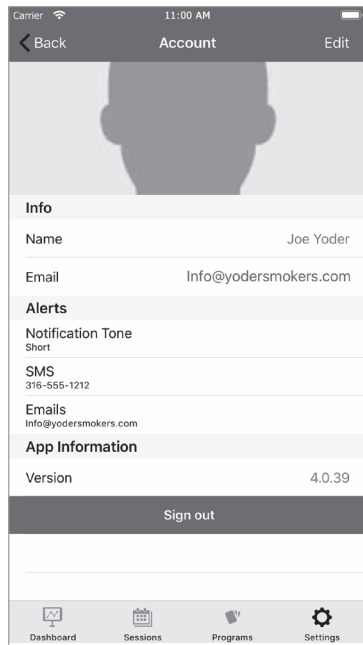 Carrier 11:00 AM
Back Account Edit
Info
Name Joe Yoder
Email Info@yodersmokers.com
Alerts
Notification Tone
Short
SMS
316-555-1212
Emails
Info@yodersmokers.com
App Information
Version 4.0.39
Sign out
Dashboard Sessions Programs Settings